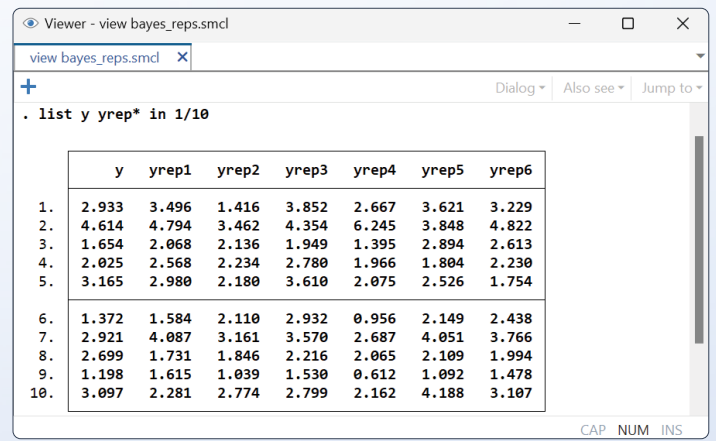 Viewer - view bayes_reps.smcl
view bayes_reps.smcl
Dialog Also see Jump to
. list y yrep* in 1/10
y yrep1 yrep2 yrep3 yrep4 yrep5 yrep6
1. 2.933 3.496 1.416 3.852 2.667 3.621 3.229
2. 4.614 4.794 3.462 4.354 6.245 3.848 4.822
3. 1.654 2.068 2.136 1.949 1.395 2.894 2.613
4. 2.025 2.568 2.234 2.780 1.966 1.804 2.230
5. 3.165 2.980 2.180 3.610 2.075 2.526 1.754
6. 1.372 1.584 2.110 2.932 0.956 2.149 2.438
7. 2.921 4.087 3.161 3.570 2.687 4.051 3.766
8. 2.699 1.731 1.846 2.216 2.065 2.109 1.994
9. 1.198 1.615 1.039 1.530 0.612 1.092 1.478
10. 3.097 2.281 2.774 2.799 2.162 4.188 3.107
CAP NUM INS